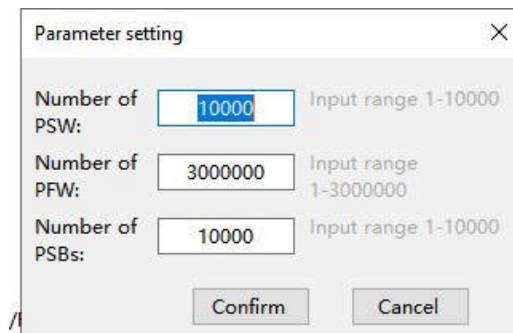 Parameter setting
Number of PSW:
10000
Input range 1-10000
Number of PFW:
3000000
Input range 1-3000000
Number of PSBs:
10000
Input range 1-10000
Confirm
Cancel